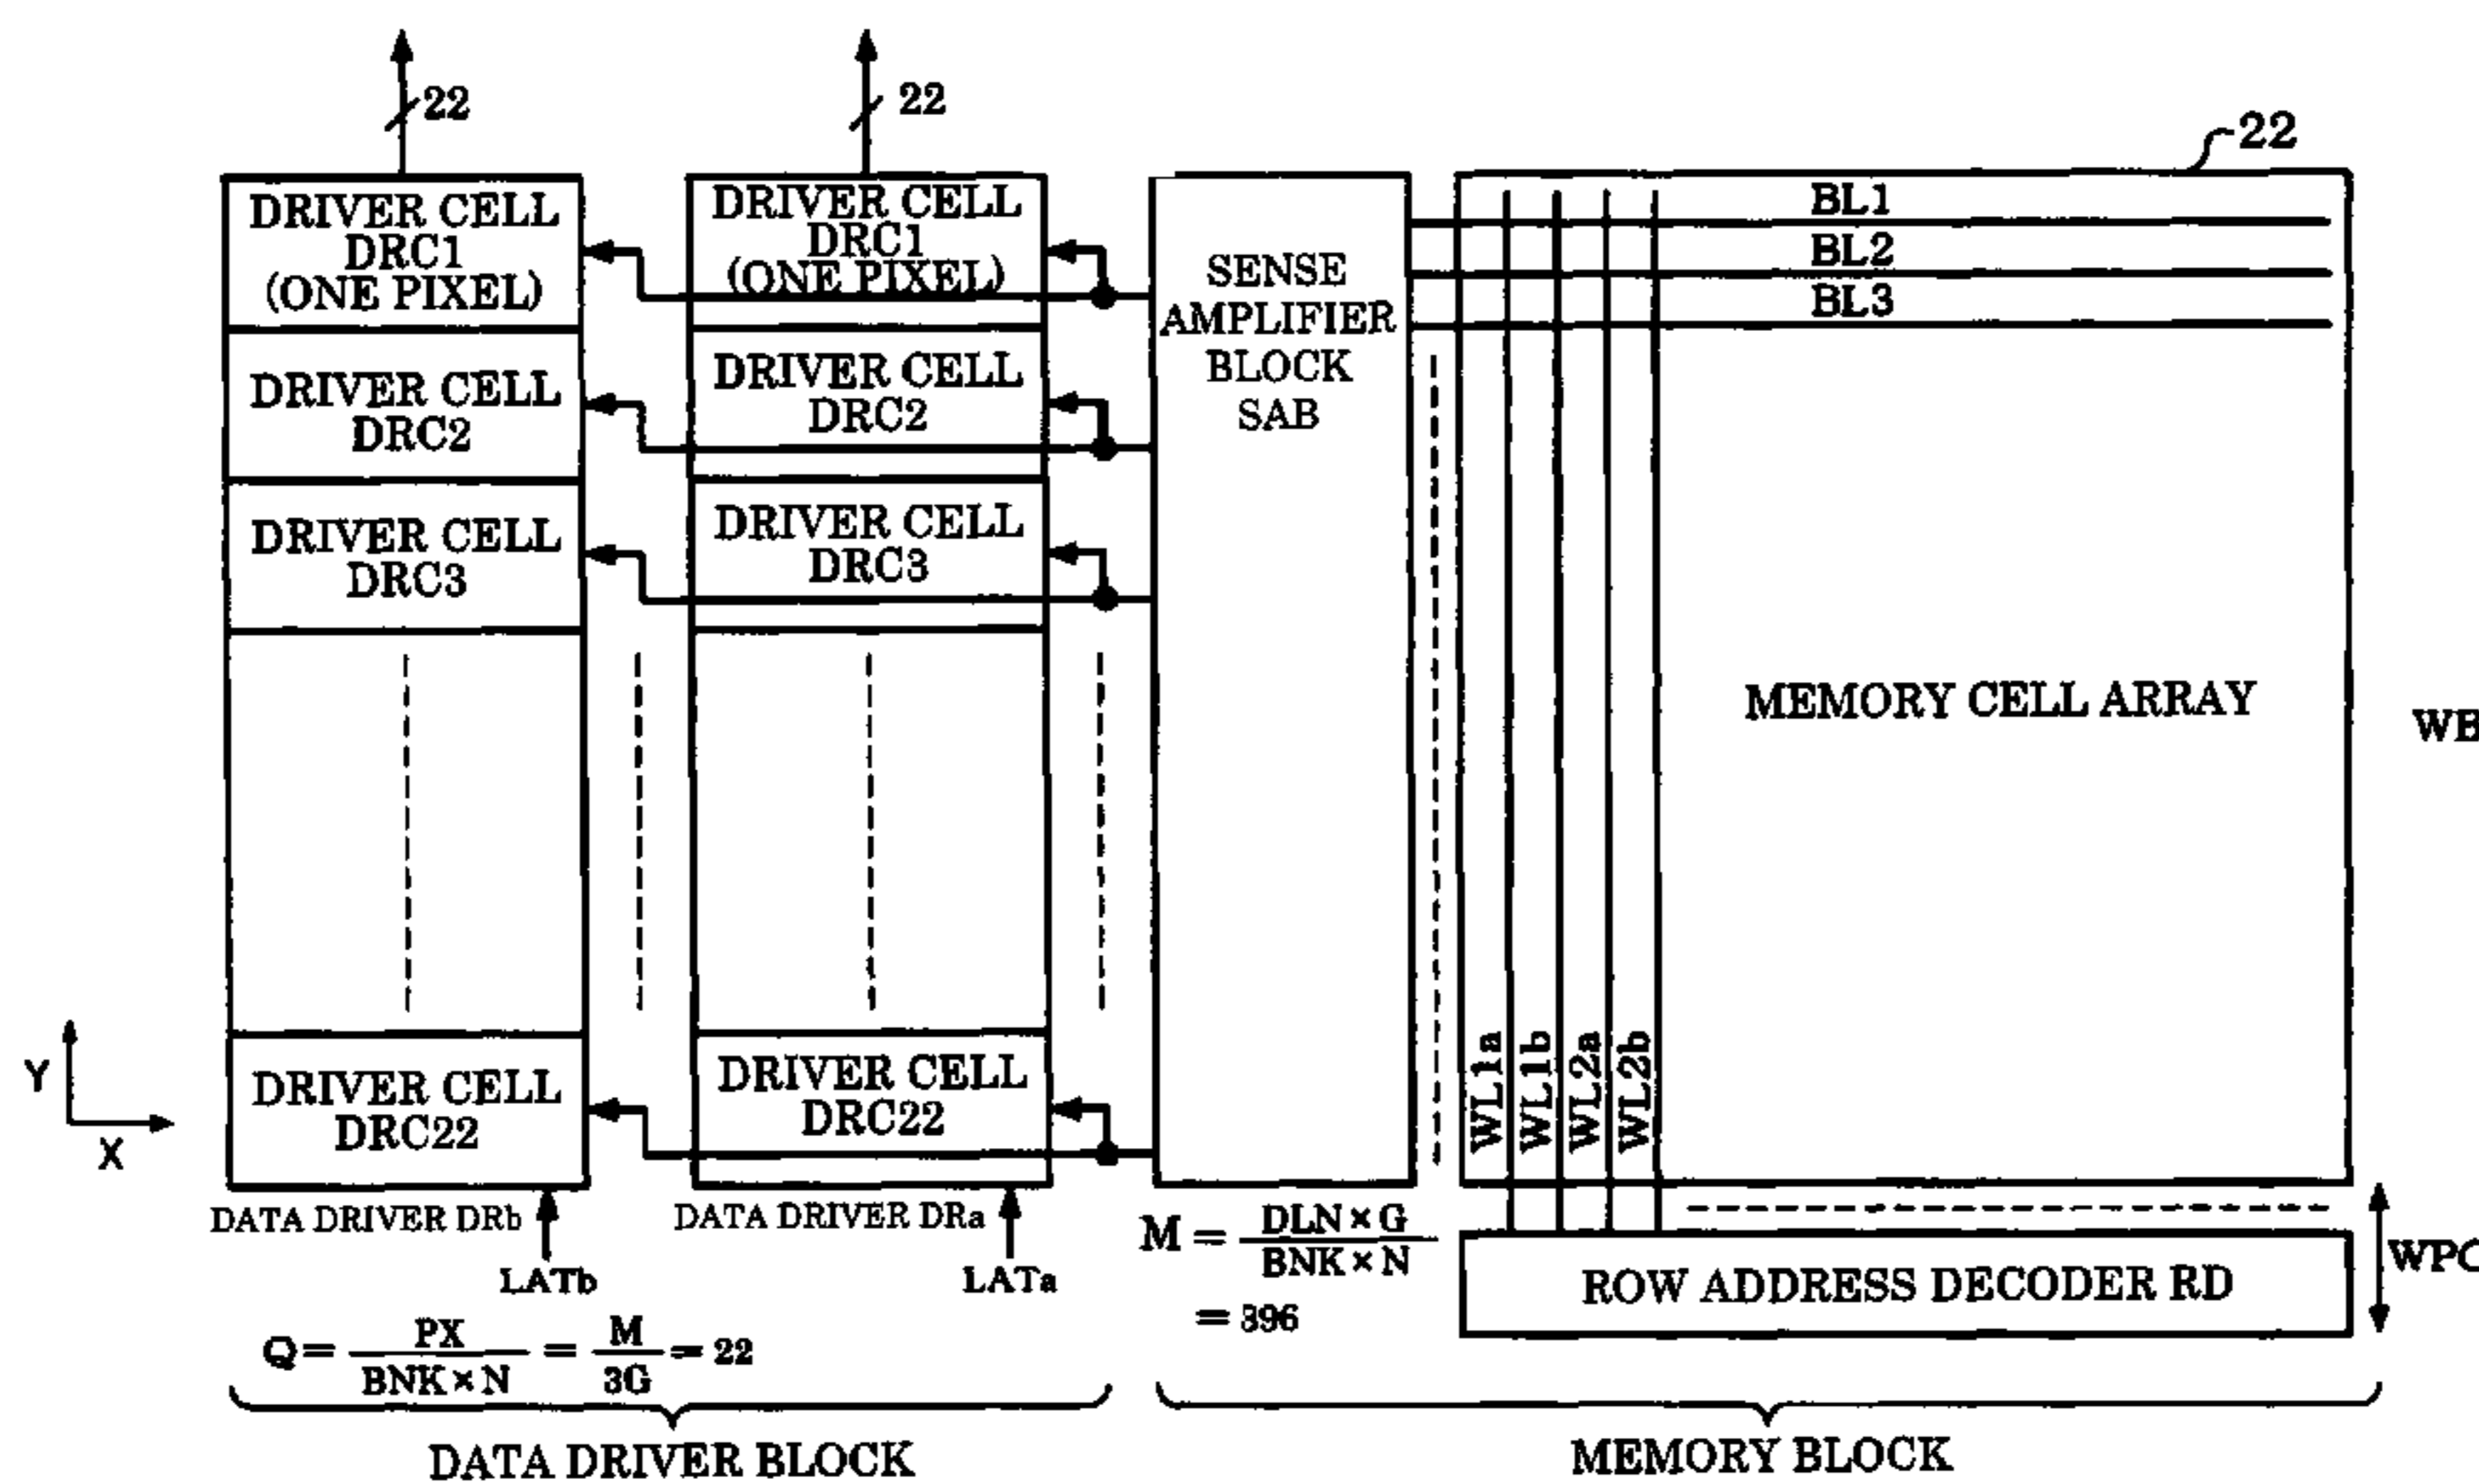 22
22
22
DRIVER CELL
DRC1
(ONE PIXEL)
DRIVER CELL
DRC1
(ONE PIXEL)
SENSE
AMPLIFIER
BLOCK
SAB
BL1
BL2
BL3
DRIVER CELL
DRC2
DRIVER CELL
DRC2
DRIVER CELL
DRC3
DRIVER CELL
DRC3
MEMORY CELL ARRAY
WB
WL1a
WL1b
WL2a
WL2b
Y
X
DRIVER CELL
DRC22
DRIVER CELL
DRC22
DATA DRIVER DRb
DATA DRIVER DRa
LATb
LATa
M = DLN × G / BNK × N
= 396
ROW ADDRESS DECODER RD
WPC
Q = PX / BNK × N = M / 3G = 22
DATA DRIVER BLOCK
MEMORY BLOCK